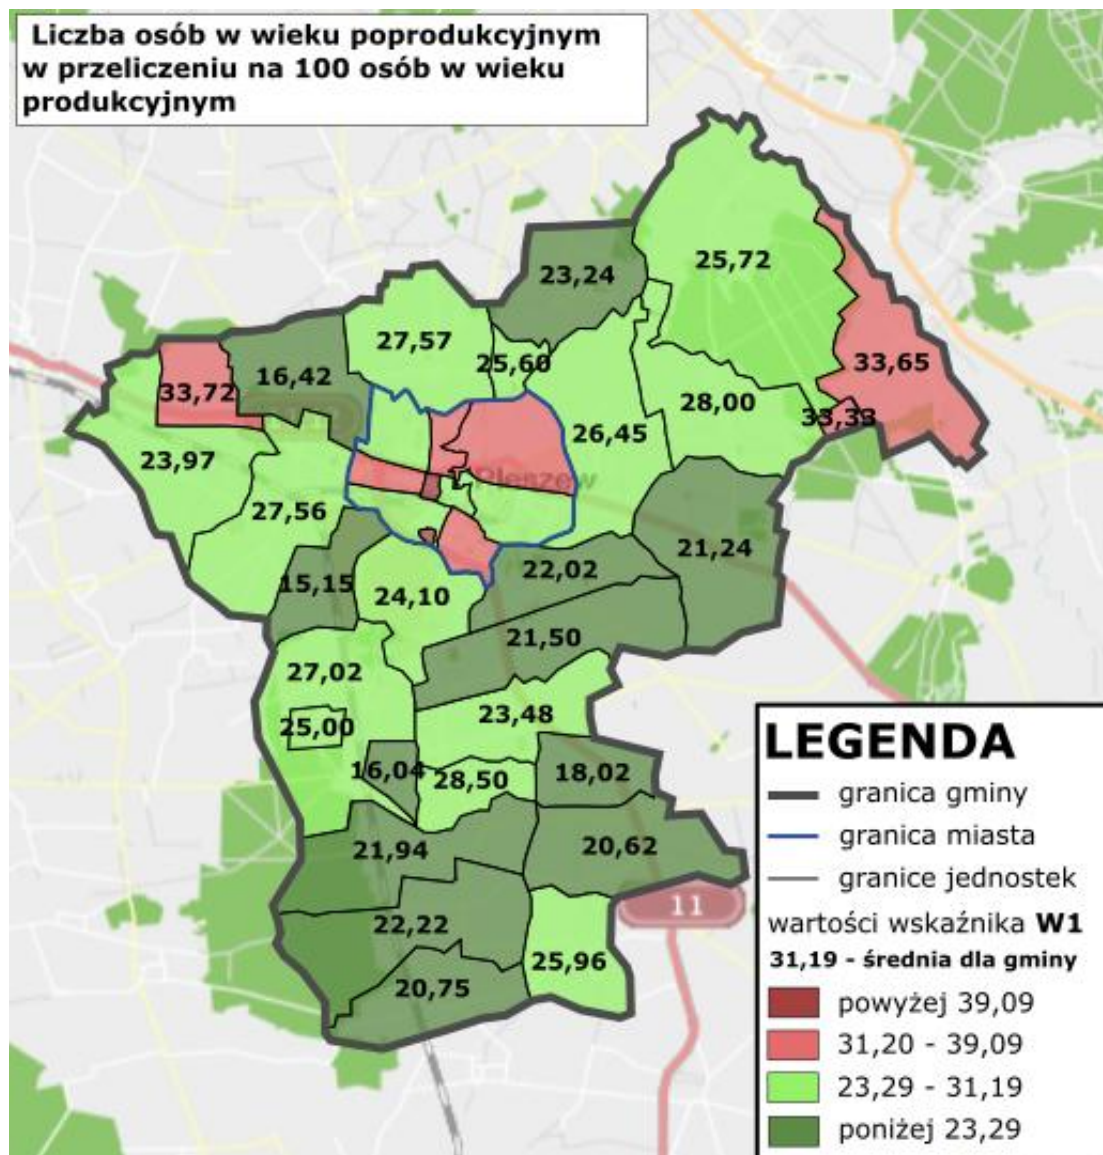 Liczba osób w wieku poprodukcyjnym
w przeliczeniu na 100 osób w wieku
produkcyjnym
25,72
23,24
27,57
25,60
33,65
33,72
16,42
28,00
33,33
26,45
23,97
Pleszew
27,56
21,24
22,02
15,15
24,10
21,50
27,02
23,48
25,00
16,04
28,50
18,02
21,94
20,62
11
22,22
25,96
20,75
LEGENDA
granica gminy
granica miasta
granice jednostek
wartości wskaźnika W1
31,19 - średnia dla gminy
powyżej 39,09
31,20 - 39,09
23,29 - 31,19
poniżej 23,29